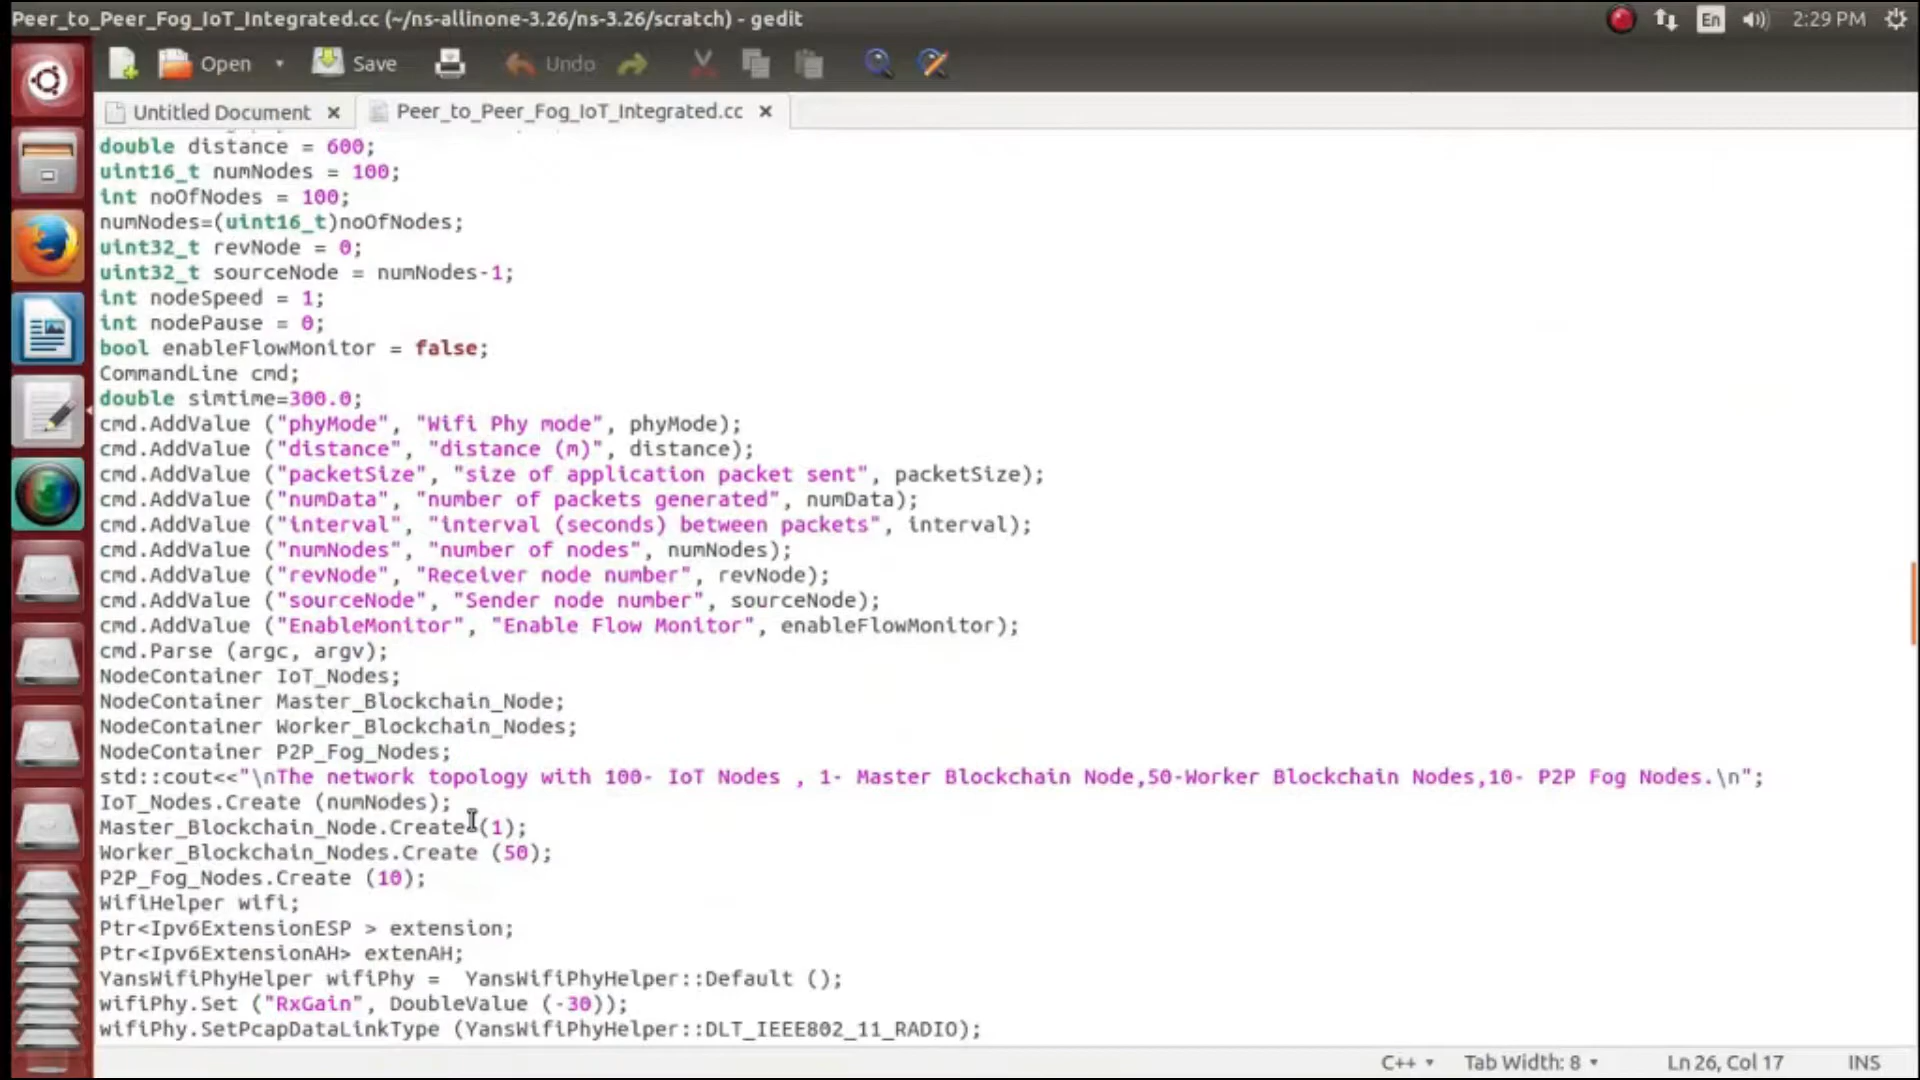 Peer_to_Peer_Fog_IoT_Integrated.cc (~/ns-allinone-3.26/ns-3.26/scratch) - gedit
En
2:29 PM
Open
Save
Undo
Untitled Document
Peer_to_Peer_Fog_IoT_Integrated.cc
double distance = 600;
uint16_t numNodes = 100;
int noOfNodes = 100;
numNodes=(uint16_t)noOfNodes;
uint32_t revNode = 0;
uint32_t sourceNode = numNodes-1;
int nodeSpeed = 1;
int nodePause = 0;
bool enableFlowMonitor = false;
CommandLine cmd;
double simtime=300.0;
cmd.AddValue ("phyMode", "Wifi Phy mode", phyMode);
cmd.AddValue ("distance", "distance (m)", distance);
cmd.AddValue ("packetSize", "size of application packet sent", packetSize);
cmd.AddValue ("numData", "number of packets generated", numData);
cmd.AddValue ("interval", "interval (seconds) between packets", interval);
cmd.AddValue ("numNodes", "number of nodes", numNodes);
cmd.AddValue ("revNode", "Receiver node number", revNode);
cmd.AddValue ("sourceNode", "Sender node number", sourceNode);
cmd.AddValue ("EnableMonitor", "Enable Flow Monitor", enableFlowMonitor);
cmd.Parse (argc, argv);
NodeContainer IoT_Nodes;
NodeContainer Master_Blockchain_Node;
NodeContainer Worker_Blockchain_Nodes;
NodeContainer P2P_Fog_Nodes;
std::cout<<"\nThe network topology with 100- IoT Nodes , 1- Master Blockchain Node,50-Worker Blockchain Nodes,10- P2P Fog Nodes.\n";
IoT_Nodes.Create (numNodes);
Master_Blockchain_Node.Create (1);
Worker_Blockchain_Nodes.Create (50);
P2P_Fog_Nodes.Create (10);
WifiHelper wifi;
Ptr<Ipv6ExtensionESP > extension;
Ptr<Ipv6ExtensionAH> extenAH;
YansWifiPhyHelper wifiPhy =  YansWifiPhyHelper::Default ();
wifiPhy.Set ("RxGain", DoubleValue (-30));
wifiPhy.SetPcapDataLinkType (YansWifiPhyHelper::DLT_IEEE802_11_RADIO);
C++
Tab Width: 8
Ln 26, Col 17
INS